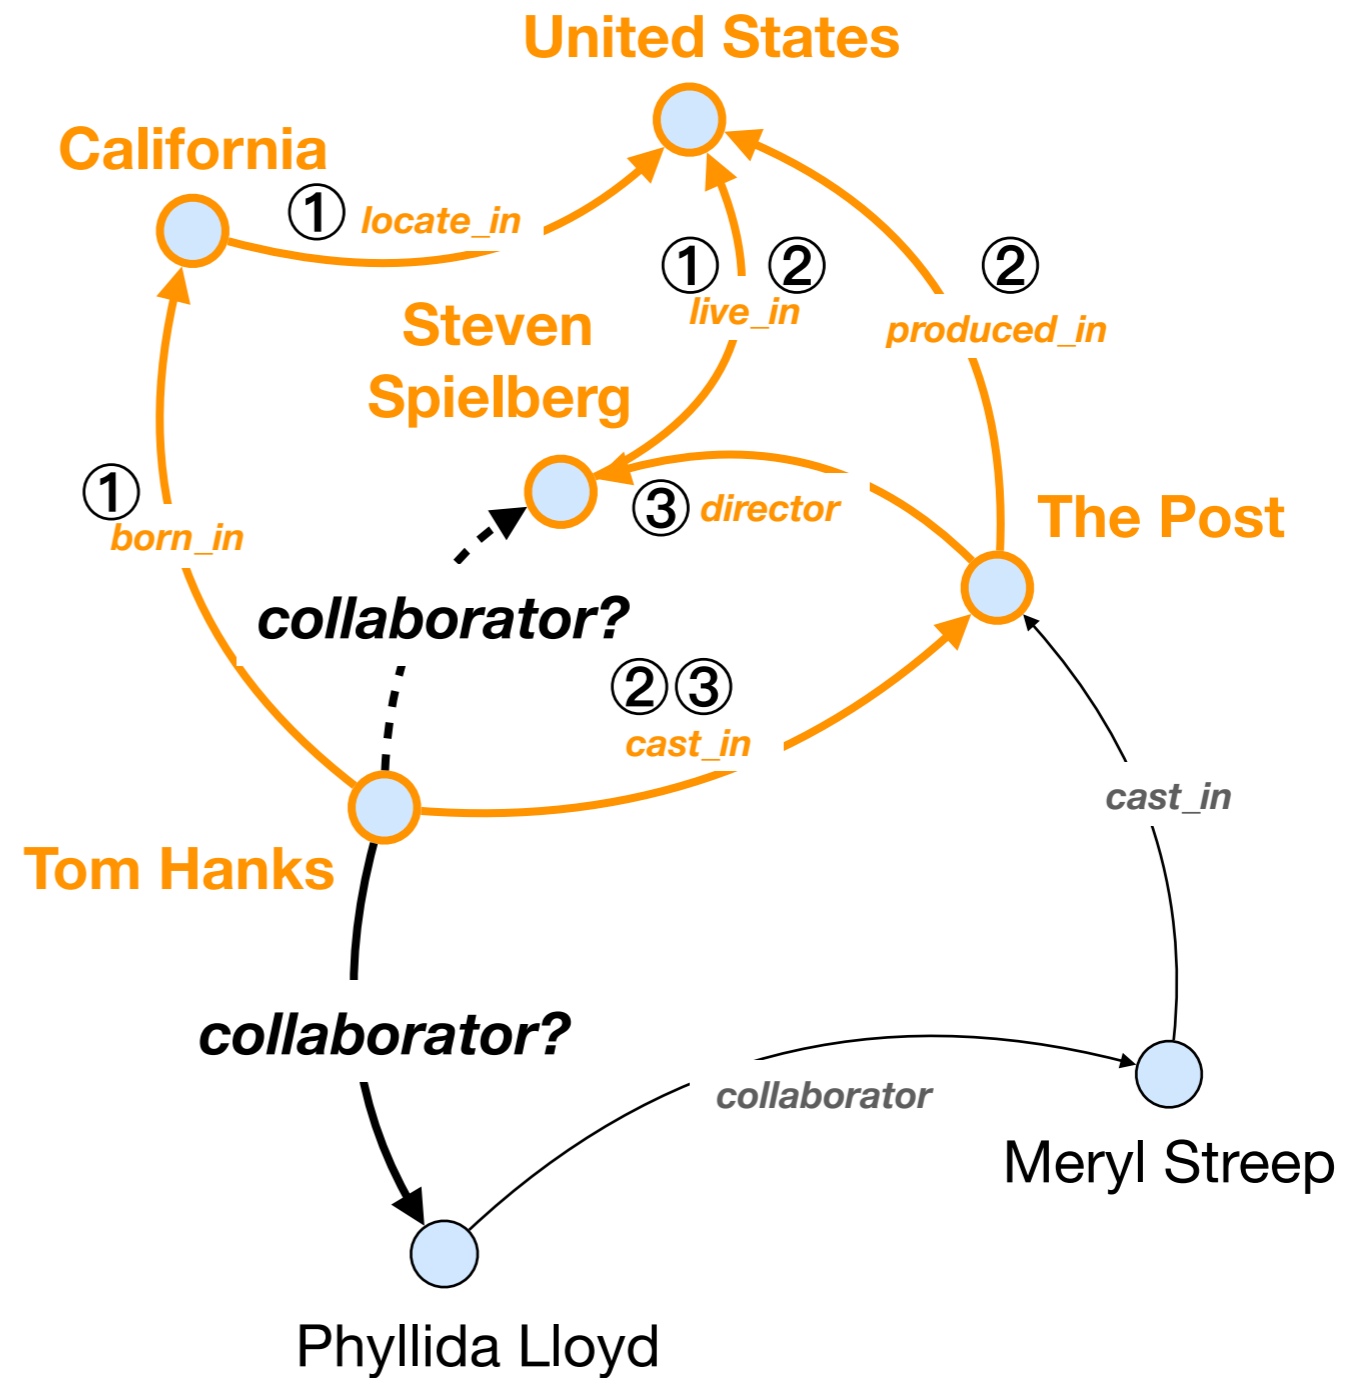 United States
California
① locate_in
① ②
live_in
②
produced_in
Steven
Spielberg
①
born_in
③ director
The Post
collaborator?
②③
cast_in
cast_in
Tom Hanks
collaborator?
collaborator
Meryl Streep
Phyllida Lloyd